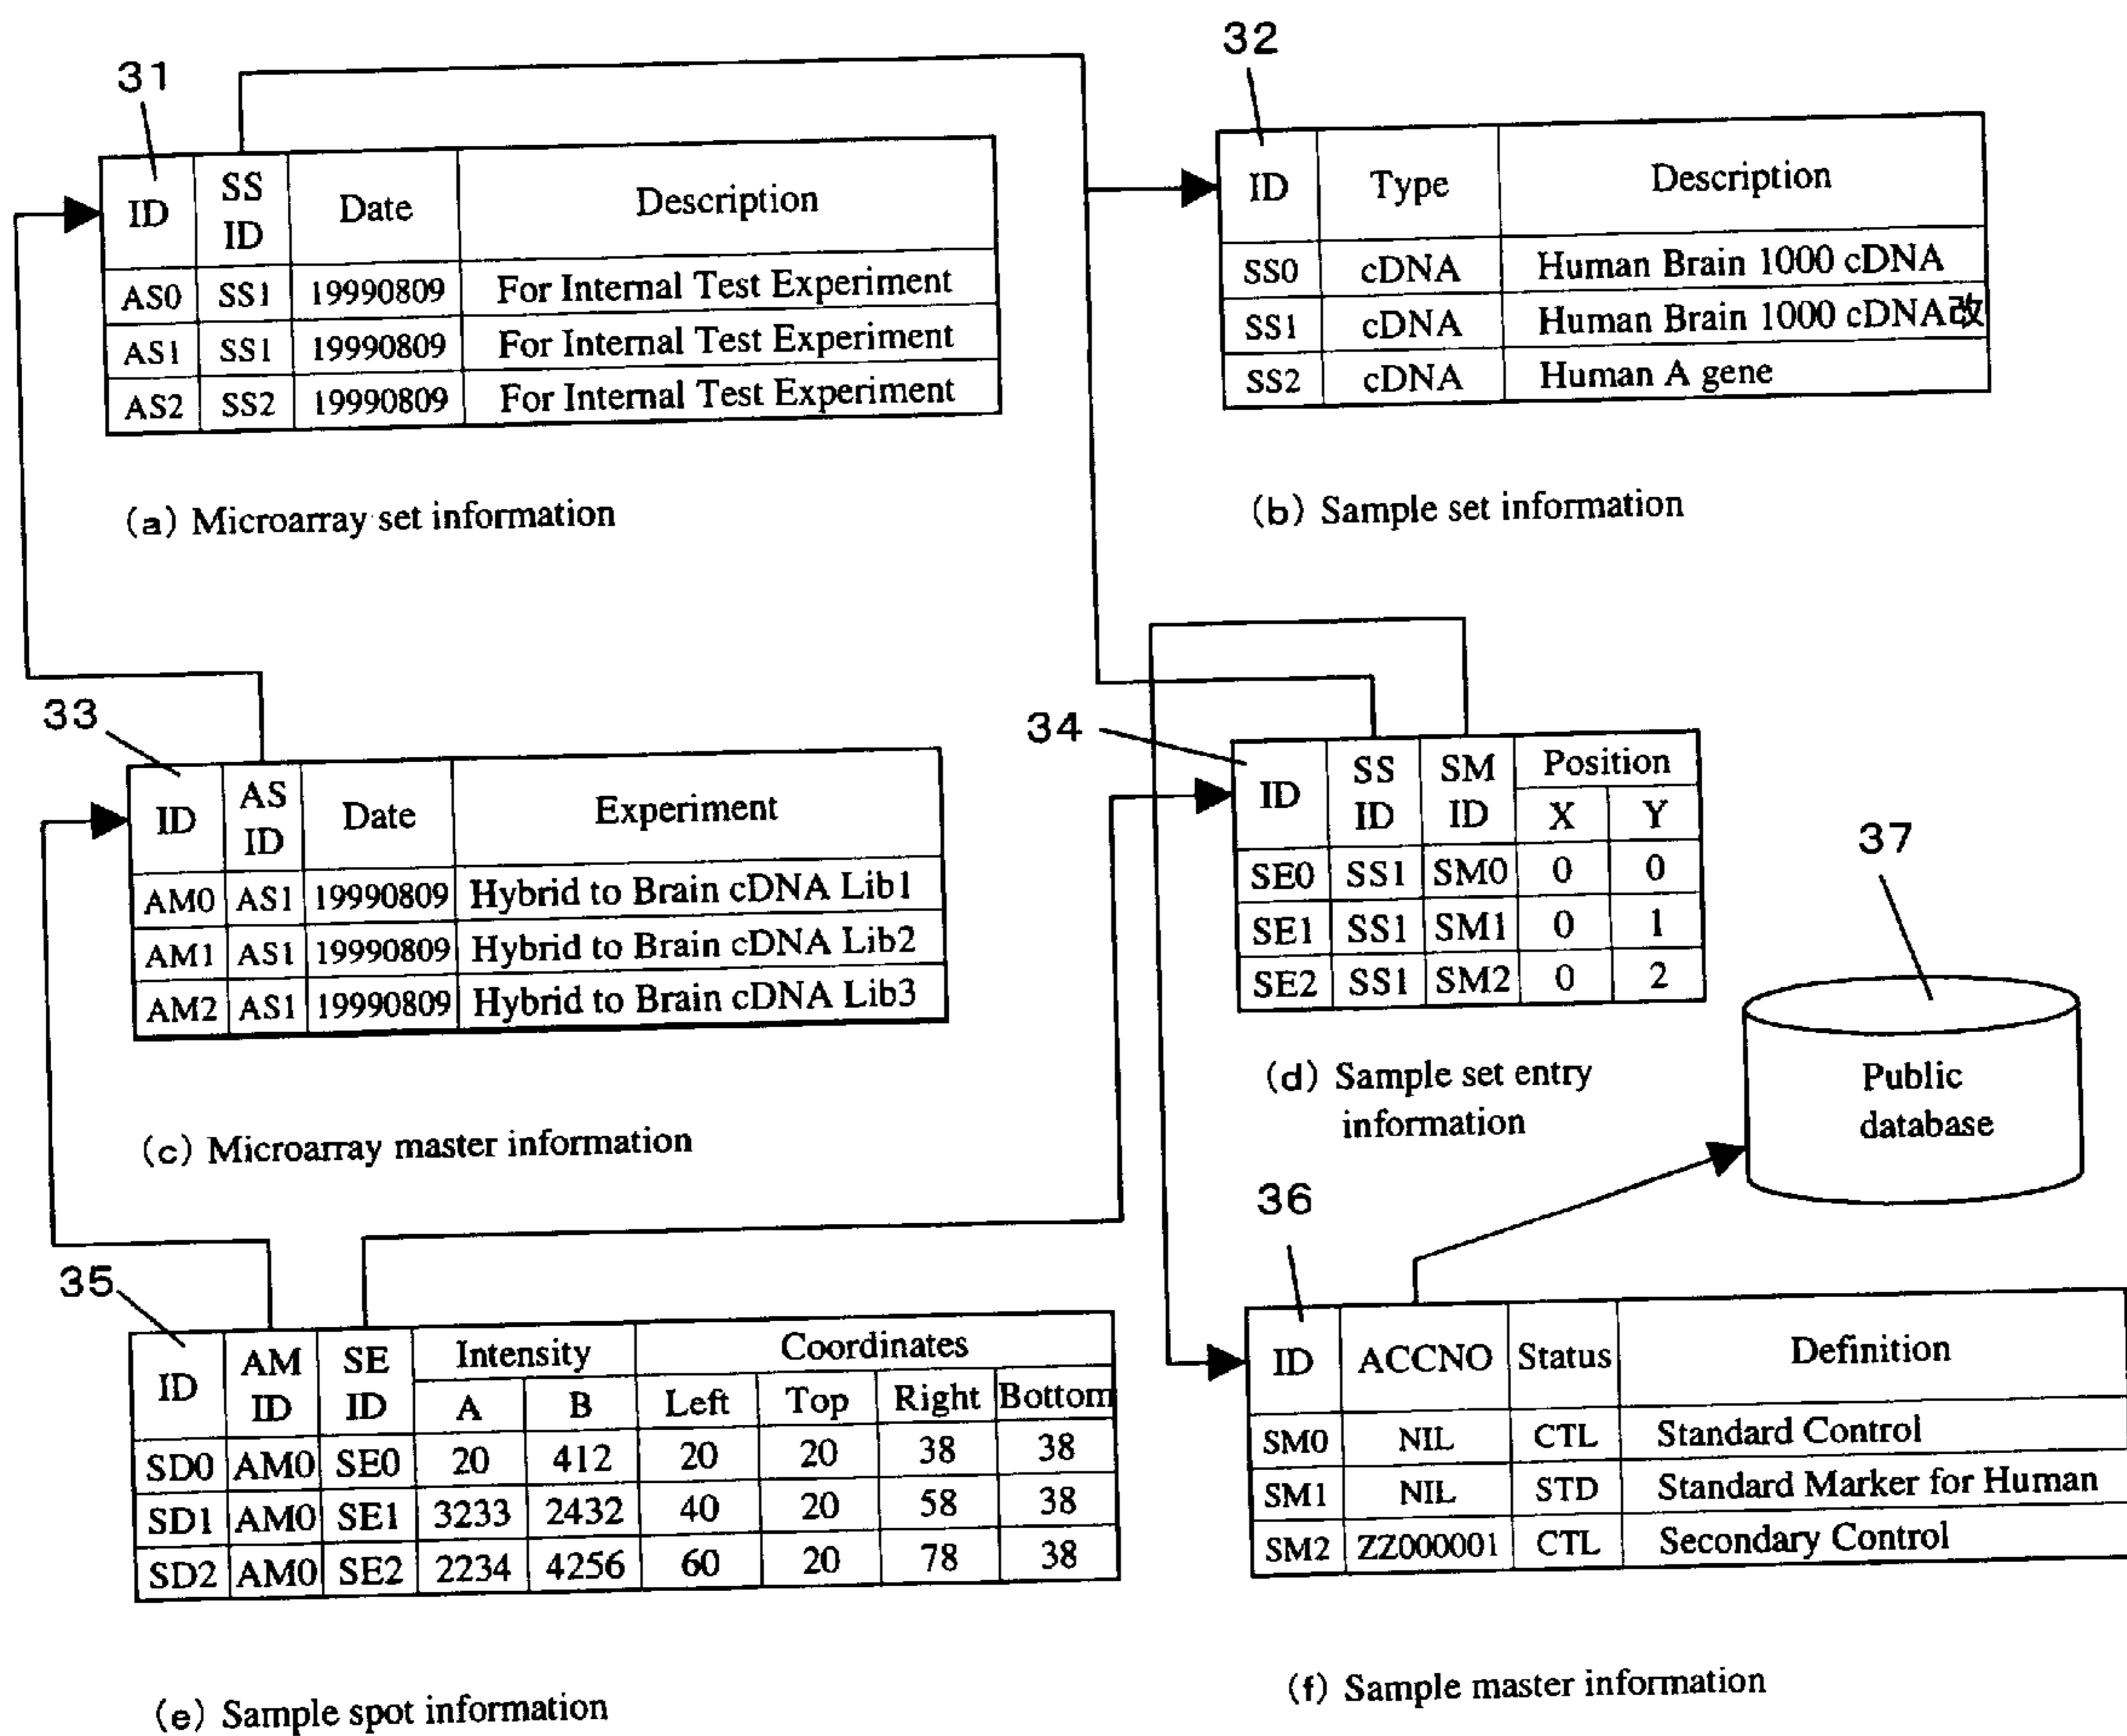 31
ID SS ID Date Description
AS0 SS1 19990809 For Internal Test Experiment
AS1 SS1 19990809 For Internal Test Experiment
AS2 SS2 19990809 For Internal Test Experiment
(a) Microarray set information
32
ID Type Description
SS0 cDNA Human Brain 1000 cDNA
SS1 cDNA Human Brain 1000 cDNA改
SS2 cDNA Human A gene
(b) Sample set information
33
ID AS ID Date Experiment
AM0 AS1 19990809 Hybrid to Brain cDNA Lib1
AM1 AS1 19990809 Hybrid to Brain cDNA Lib2
AM2 AS1 19990809 Hybrid to Brain cDNA Lib3
(c) Microarray master information
34
ID SS ID SM ID Position
X Y
SE0 SS1 SM0 0 0
SE1 SS1 SM1 0 1
SE2 SS1 SM2 0 2
(d) Sample set entry
information
37
Public
database
35
ID AM ID SE ID Intensity Coordinates
A B Left Top Right Bottom
SD0 AM0 SE0 20 412 20 20 38 38
SD1 AM0 SE1 3233 2432 40 20 58 38
SD2 AM0 SE2 2234 4256 60 20 78 38
(e) Sample spot information
36
ID ACCNO Status Definition
SM0 NIL CTL Standard Control
SM1 NIL STD Standard Marker for Human
SM2 ZZ000001 CTL Secondary Control
(f) Sample master information